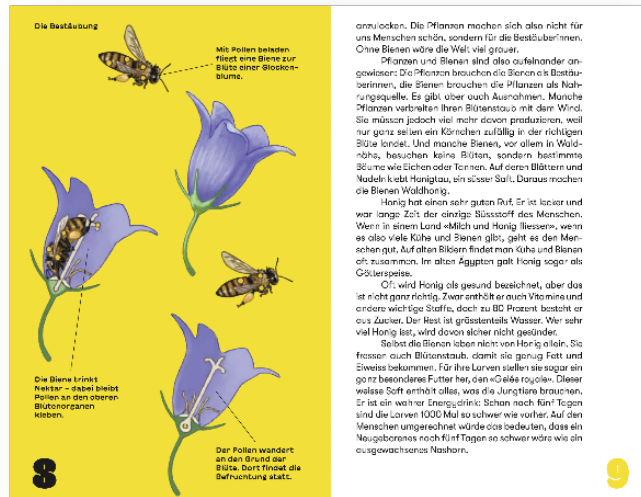 Die Bestäubung
Mit Pollen beladen
fliegt eine Biene zur
Blüte einer Glocken-
blume.
Die Biene trinkt
Nektar – dabei bleibt
Pollen an den oberen
Blütenorganen
kleben.
Der Pollen wandert
an den Grund der
Blüte. Dort findet die
Befruchtung statt.
8
anzulocken. Die Pflanzen machen sich also nicht für
uns Menschen schön, sondern für die Bestäuberinnen.
Ohne Bienen wäre die Welt viel grauer.
Pflanzen und Bienen sind also aufeinander an-
gewiesen: Die Pflanzen brauchen die Bienen als Bestäu-
berinnen, die Bienen brauchen die Pflanzen als Nah-
rungsquelle. Es gibt aber auch Ausnahmen. Manche
Pflanzen verbreiten ihren Blütenstaub mit dem Wind.
Sie müssen jedoch viel mehr davon produzieren, weil
nur ganz selten ein Körnchen zufällig in der richtigen
Blüte landet. Und manche Bienen, vor allem in Wald-
nähe, besuchen keine Blüten, sondern bestimmte
Bäume wie Eichen oder Tannen. Auf deren Blättern und
Nadeln klebt Honigtau, ein süsser Saft. Daraus machen
die Bienen Waldhonig.
Honig hat einen sehr guten Ruf. Er ist lecker und
war lange Zeit der einzige Süssstoff des Menschen.
Wenn in einem Land «Milch und Honig fliessen», wenn
es also viele Kühe und Bienen gibt, geht es den Men-
schen gut. Auf alten Bildern findet man Kühe und Bienen
oft zusammen. Im alten Ägypten galt Honig sogar als
Götterspeise.
Oft wird Honig als gesund bezeichnet, aber das
ist nicht ganz richtig. Zwar enthält er auch Vitamine und
andere wichtige Stoffe, doch zu 80 Prozent besteht er
aus Zucker. Der Rest ist grösstenteils Wasser. Wer sehr
viel Honig isst, wird davon sicher nicht gesünder.
Selbst die Bienen leben nicht von Honig allein. Sie
fressen auch Blütenstaub, damit sie genug Fett und
Eiweiss bekommen. Für ihre Larven stellen sie sogar ein
ganz besonderes Futter her, den «Gelée royale». Dieser
weisse Saft enthält alles, was die Jungtiere brauchen.
Er ist ein wahrer Energydrink: Schon nach fünf Tagen
sind die Larven 1000 Mal so schwer wie vorher. Auf den
Menschen umgerechnet würde das bedeuten, dass ein
Neugeborenes nach fünf Tagen so schwer wäre wie ein
ausgewachsenes Nashorn.
9